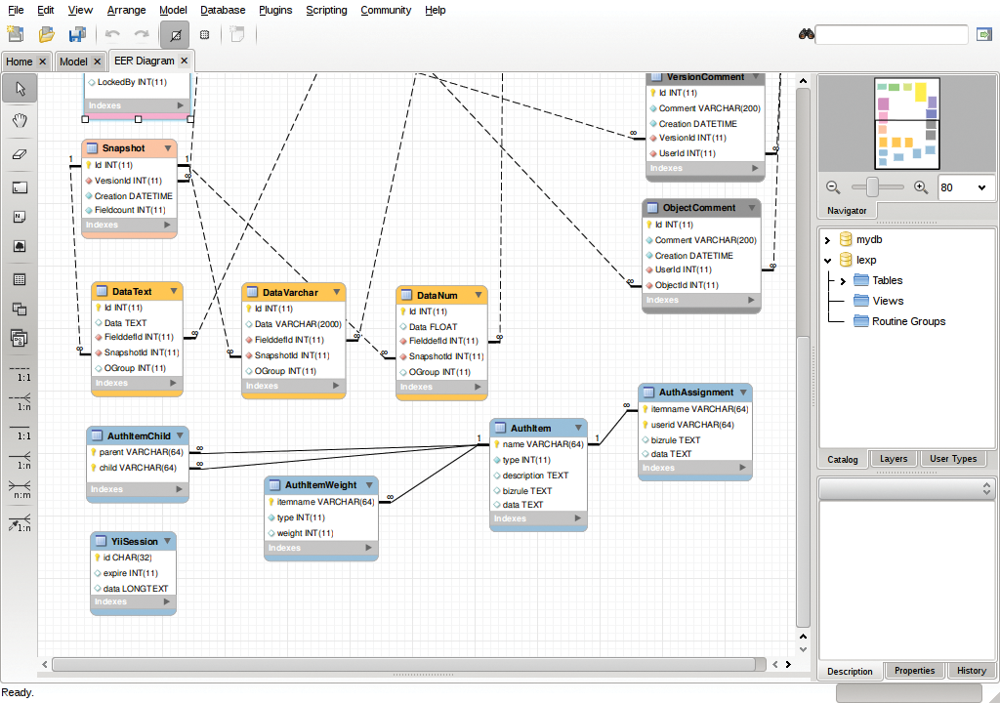 File Edit View Arrange Model Database Plugins Scripting Community Help
Home Model EER Diagram
LockedBy INT(11)
Indexes
VersionComment
Id INT(11)
Comment VARCHAR(200)
Creation DATETIME
VersionId INT(11)
UserId INT(11)
Indexes
Snapshot
Id INT(11)
VersionId INT(11)
Creation DATETIME
Fieldcount INT(11)
Indexes
1
1
∞
∞
∞
ObjectComment
Id INT(11)
Comment VARCHAR(200)
Creation DATETIME
UserId INT(11)
ObjectId INT(11)
Indexes
∞
∞
DataText
Id INT(11)
Data TEXT
FielddefId INT(11)
SnapshotId INT(11)
OGroup INT(11)
Indexes
∞
∞
DataVarchar
Id INT(11)
Data VARCHAR(2000)
FielddefId INT(11)
SnapshotId INT(11)
OGroup INT(11)
Indexes
∞
∞
DataNum
Id INT(11)
Data FLOAT
FielddefId INT(11)
SnapshotId INT(11)
OGroup INT(11)
Indexes
∞
∞
AuthAssignment
itemname VARCHAR(64)
userid VARCHAR(64)
bizrule TEXT
data TEXT
Indexes
∞
AuthItemChild
parent VARCHAR(64)
child VARCHAR(64)
Indexes
∞
∞
AuthItem
name VARCHAR(64)
type INT(11)
description TEXT
bizrule TEXT
data TEXT
Indexes
1
1
AuthItemWeight
itemname VARCHAR(64)
type INT(11)
weight INT(11)
Indexes
∞
YiiSession
id CHAR(32)
expire INT(11)
data LONGTEXT
Indexes
1:1
1:n
1:1
1:n
n:m
1:n
80
Navigator
mydb
lexp
Tables
Views
Routine Groups
Catalog Layers User Types
Description Properties History
Ready.